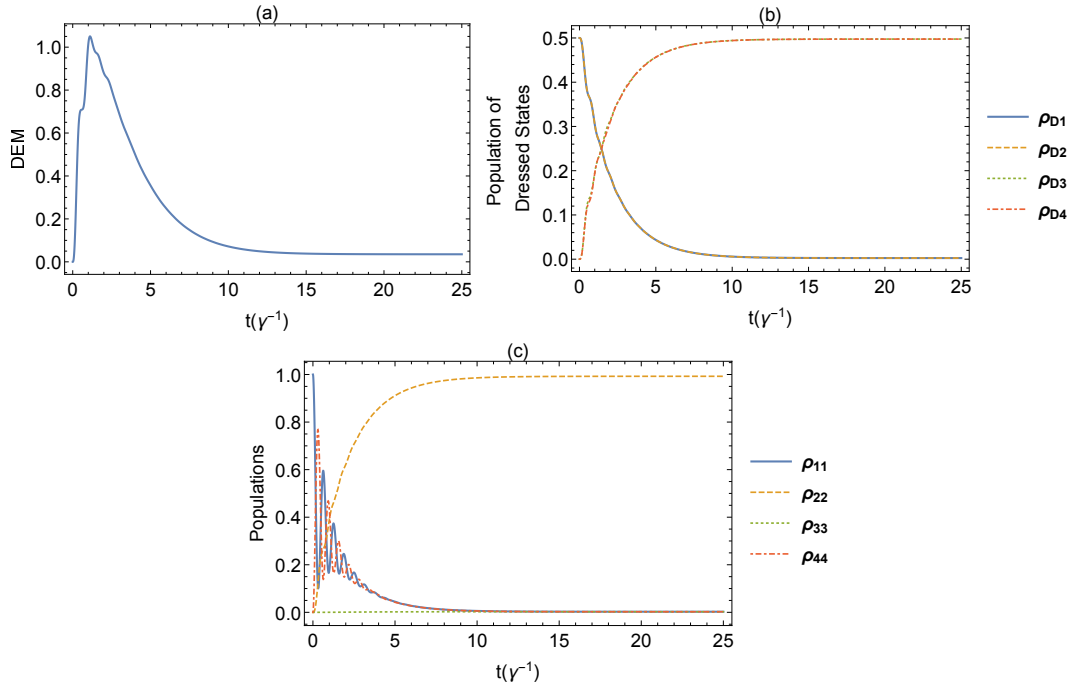 (a)
DEM
1.0
0.8
0.6
0.4
0.2
0.0
0 5 10 15 20 25
t(γ⁻¹)
(b)
Population of
Dressed States
0.5
0.4
0.3
0.2
0.1
0.0
0 5 10 15 20 25
t(γ⁻¹)
ρD1
ρD2
ρD3
ρD4
(c)
Populations
1.0
0.8
0.6
0.4
0.2
0.0
0 5 10 15 20 25
t(γ⁻¹)
ρ11
ρ22
ρ33
ρ44